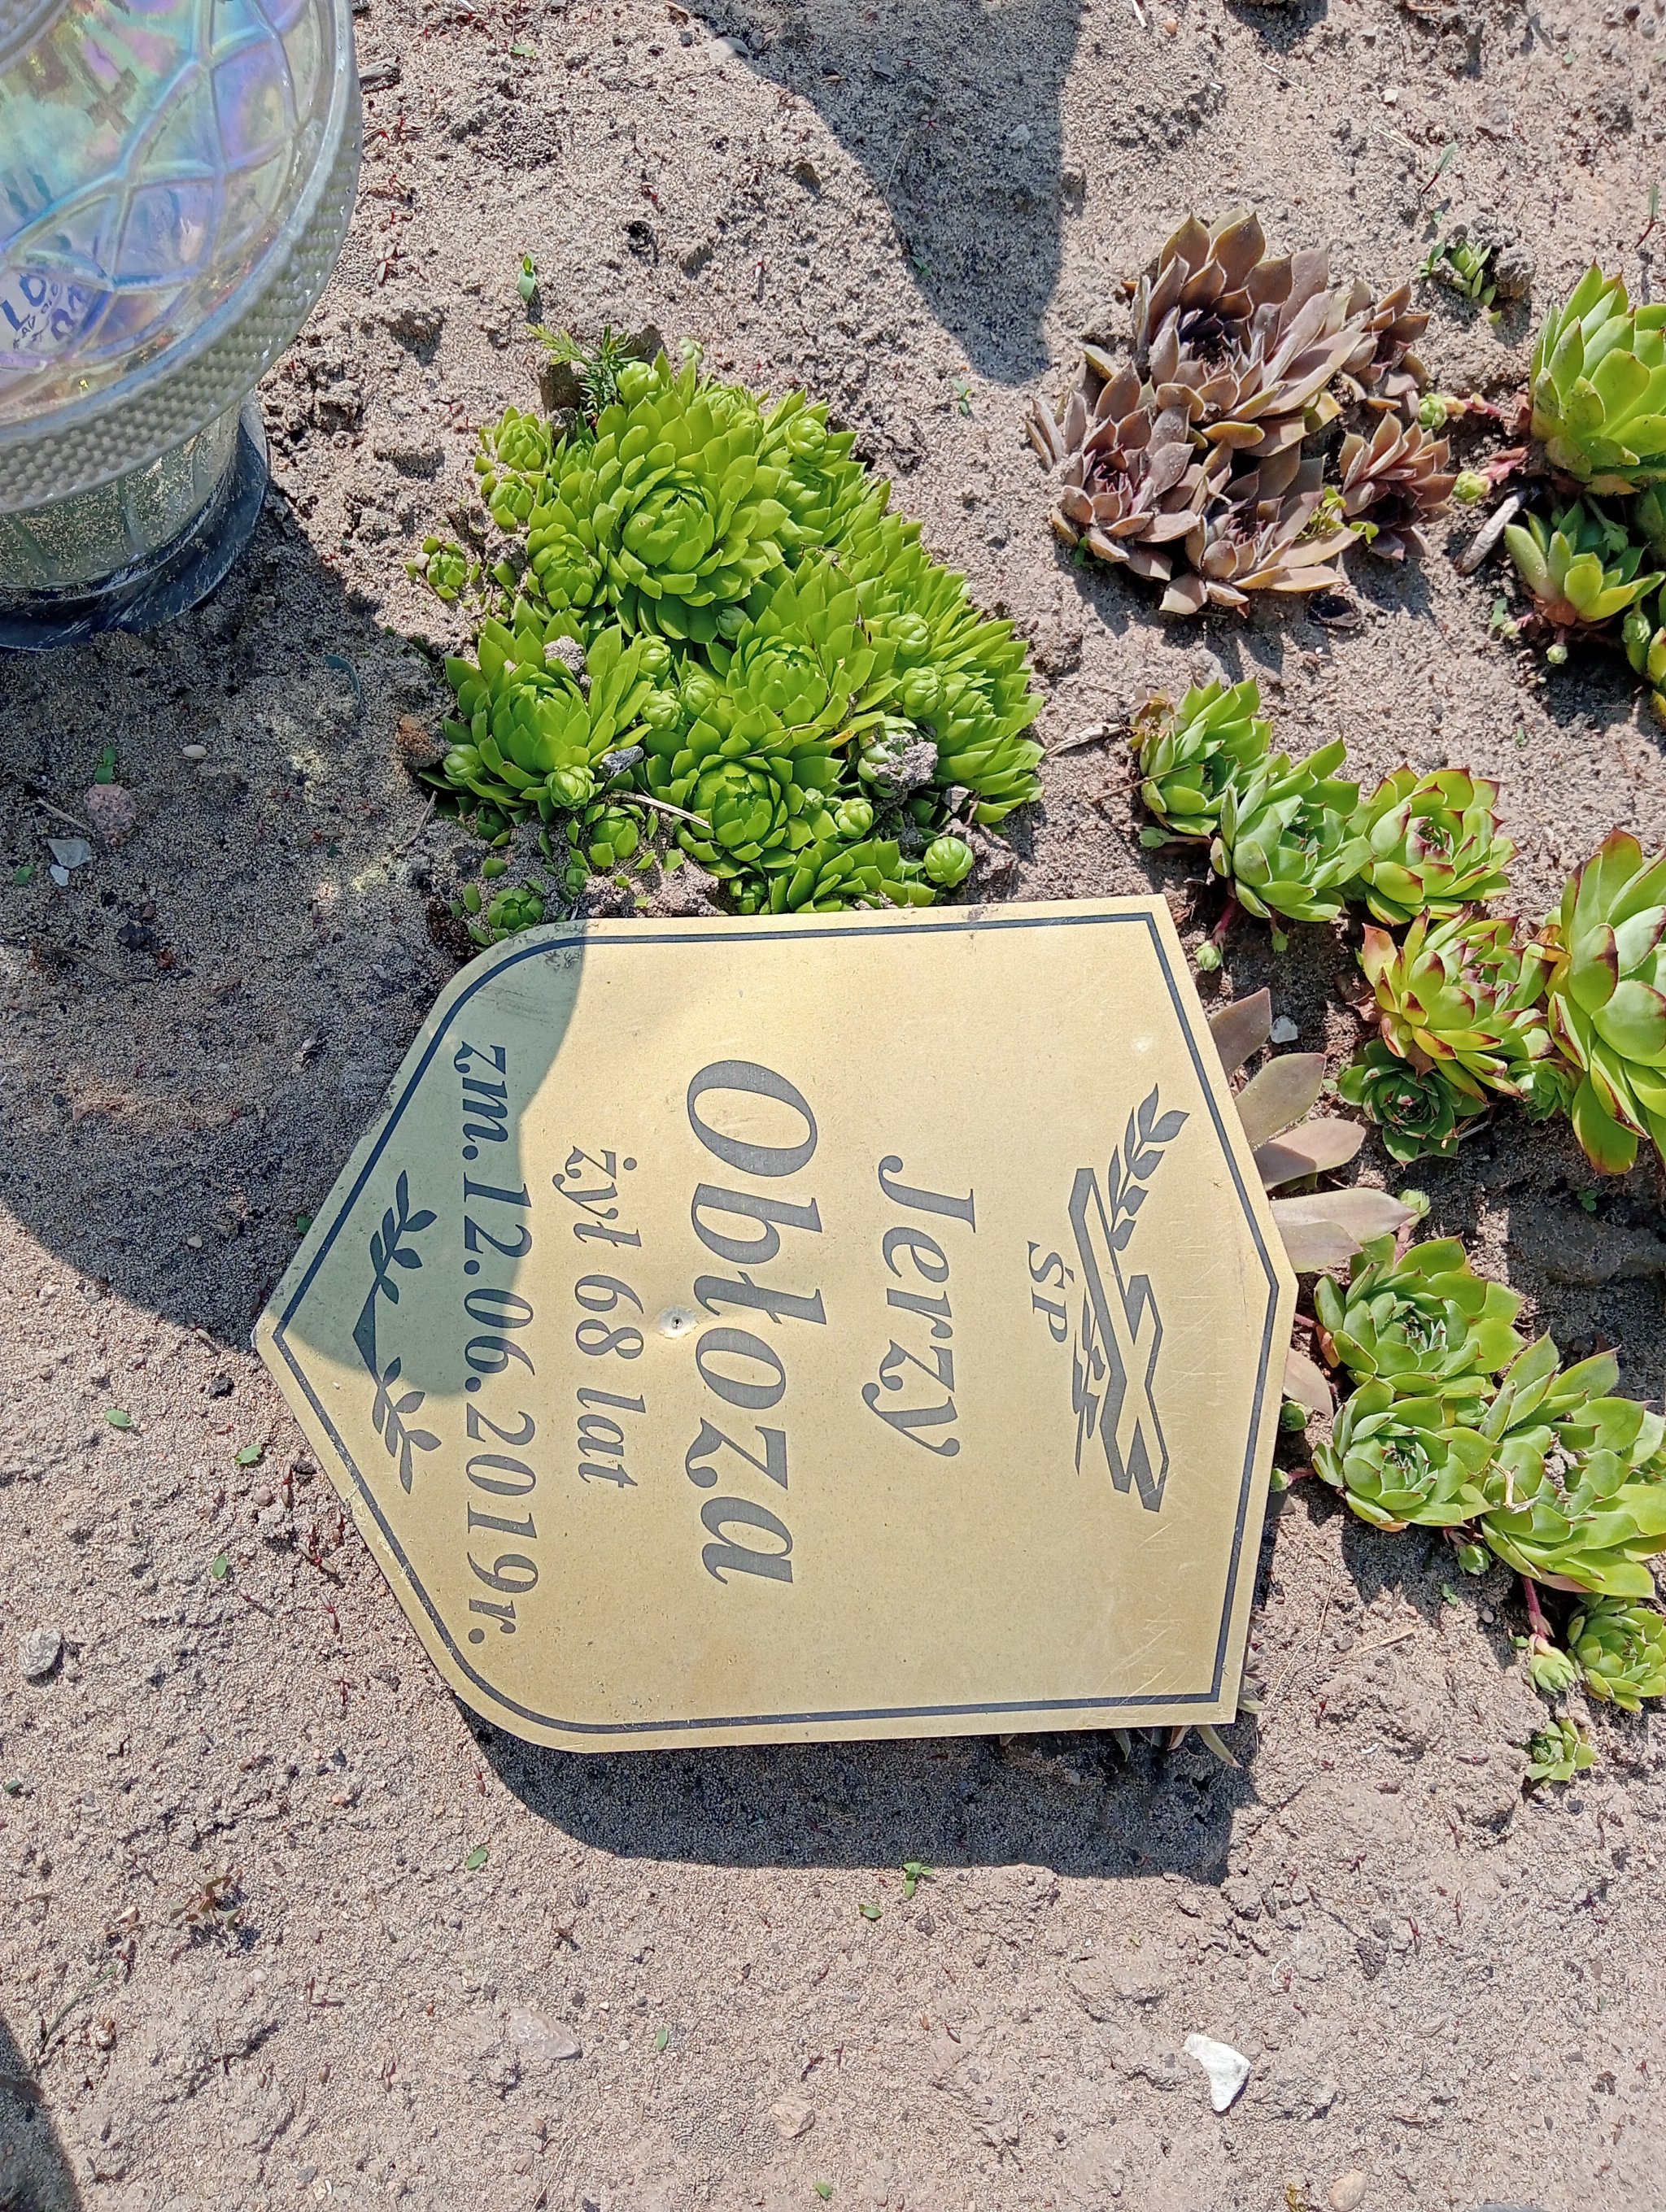 ŚP
Jerzy
Obłoza
żył 68 lat
zm.12.06.2019r.